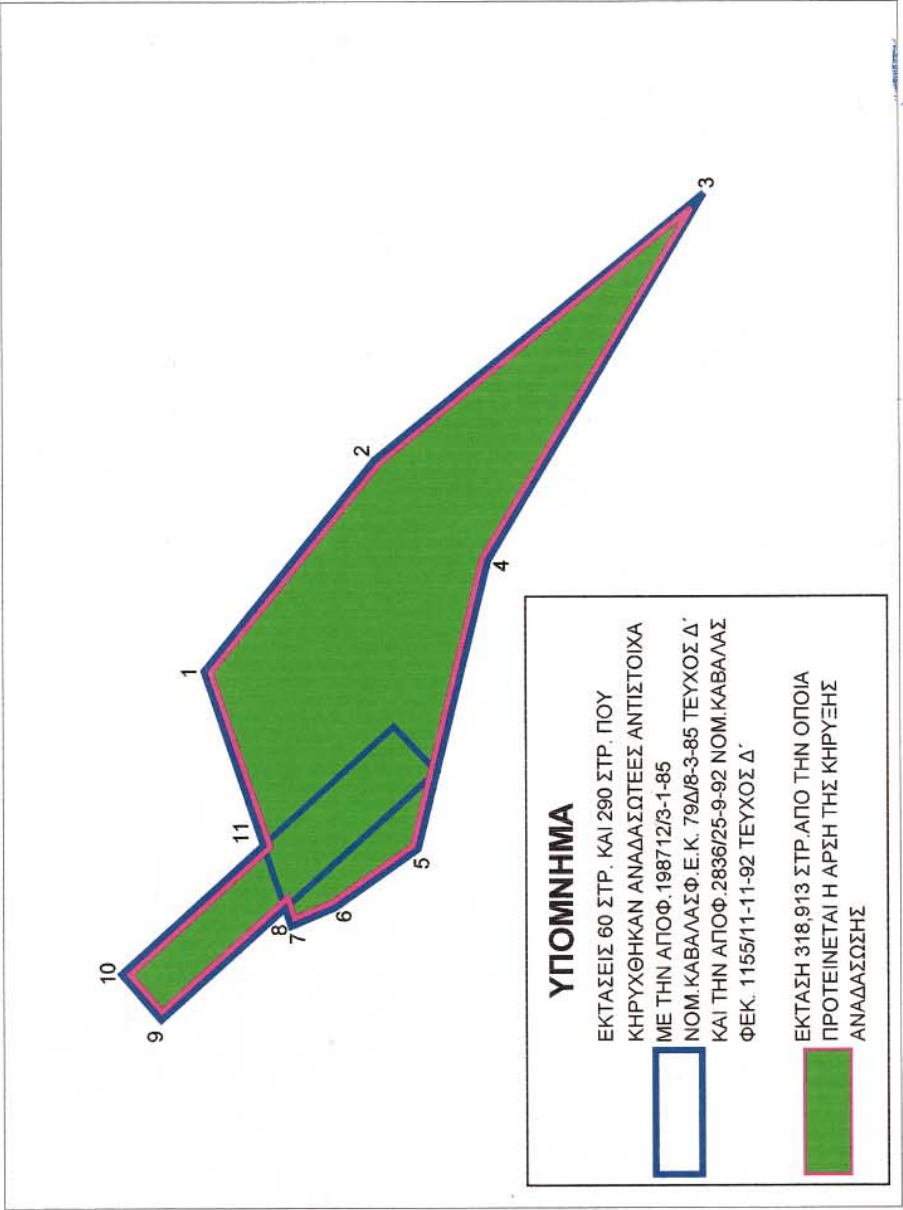 10
9
11
1
8
7
6
5
2
4
3
ΥΠΟΜΝΗΜΑ
ΕΚΤΑΣΕΙΣ 60 ΣΤΡ. ΚΑΙ 290 ΣΤΡ. ΠΟΥ
ΚΗΡΥΧΘΗΚΑΝ ΑΝΑΔΑΣΩΤΕΕΣ ΑΝΤΙΣΤΟΙΧΑ
ΜΕ ΤΗΝ ΑΠΟΦ.198712/3-1-85
ΝΟΜ.ΚΑΒΑΛΑΣΦ.Ε.Κ. 79Δ/8-3-85 ΤΕΥΧΟΣ Δ΄
ΚΑΙ ΤΗΝ ΑΠΟΦ.2836/25-9-92 ΝΟΜ.ΚΑΒΑΛΑΣ
ΦΕΚ. 1155/11-11-92 ΤΕΥΧΟΣ Δ΄
ΕΚΤΑΣΗ 318,913 ΣΤΡ.ΑΠΟ ΤΗΝ ΟΠΟΙΑ
ΠΡΟΤΕΙΝΕΤΑΙ Η ΑΡΣΗ ΤΗΣ ΚΗΡΥΞΗΣ
ΑΝΑΔΑΣΩΣΗΣ